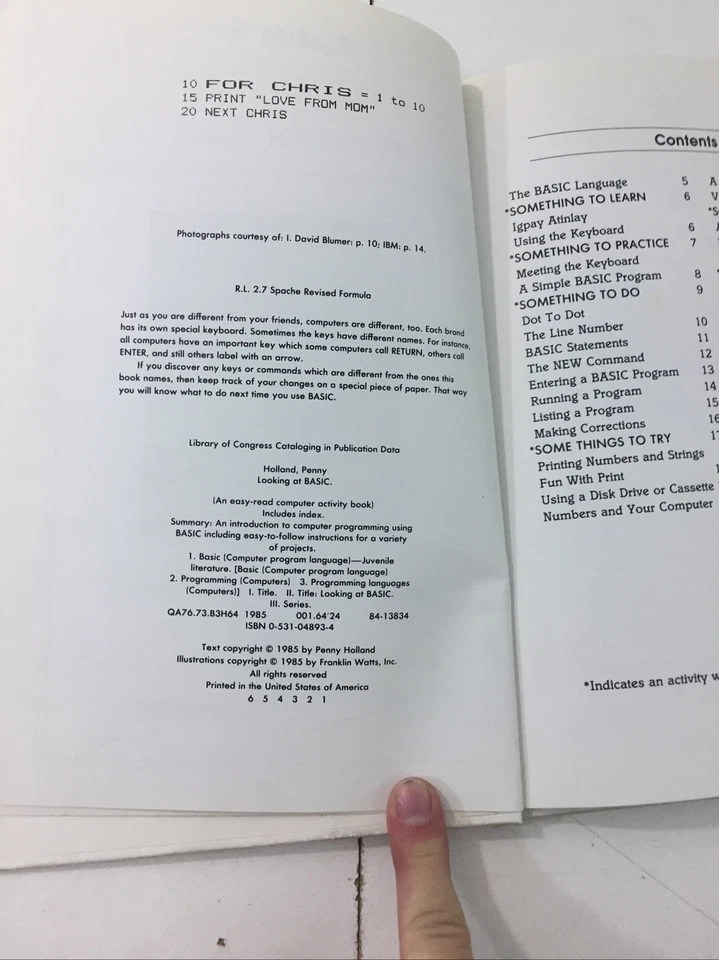 10 FOR CHRIS = 1 to 10
15 PRINT "LOVE FROM MOM"
20 NEXT CHRIS
Photographs courtesy of: I. David Blumer: p. 10; IBM: p. 14.
R.L. 2.7 Spache Revised Formula
Just as you are different from your friends, computers are different, too. Each brand
has its own special keyboard. Sometimes the keys have different names. For instance,
all computers have an important key which some computers call RETURN, others call
ENTER, and still others label with an arrow.
If you discover any keys or commands which are different from the ones this
book names, then keep track of your changes on a special piece of paper. That way
you will know what to do next time you use BASIC.
Library of Congress Cataloging in Publication Data
Holland, Penny
Looking at BASIC.
(An easy-read computer activity book)
Includes index.
Summary: An introduction to computer programming using
BASIC including easy-to-follow instructions for a variety
of projects.
1. Basic (Computer program language)—Juvenile
literature. [Basic (Computer program language)
2. Programming (Computers) 3. Programming languages
(Computers)] I. Title. II. Title: Looking at BASIC.
III. Series.
QA76.73.B3H64 1985 001.64'24 84-13834
ISBN 0-531-04893-4
Text copyright © 1985 by Penny Holland
Illustrations copyright © 1985 by Franklin Watts, Inc.
All rights reserved
Printed in the United States of America
6 5 4 3 2 1
Contents
The BASIC Language 5 A
*SOMETHING TO LEARN 6 V
Igpay Atinlay *S
Using the Keyboard 6
*SOMETHING TO PRACTICE 7
Meeting the Keyboard
A Simple BASIC Program 8
*SOMETHING TO DO 9
Dot To Dot
The Line Number 10
BASIC Statements 11
The NEW Command 12
Entering a BASIC Program 13
Running a Program 14
Listing a Program 15
Making Corrections 16
*SOME THINGS TO TRY
Printing Numbers and Strings
Fun With Print
Using a Disk Drive or Cassette
Numbers and Your Computer
*Indicates an activity